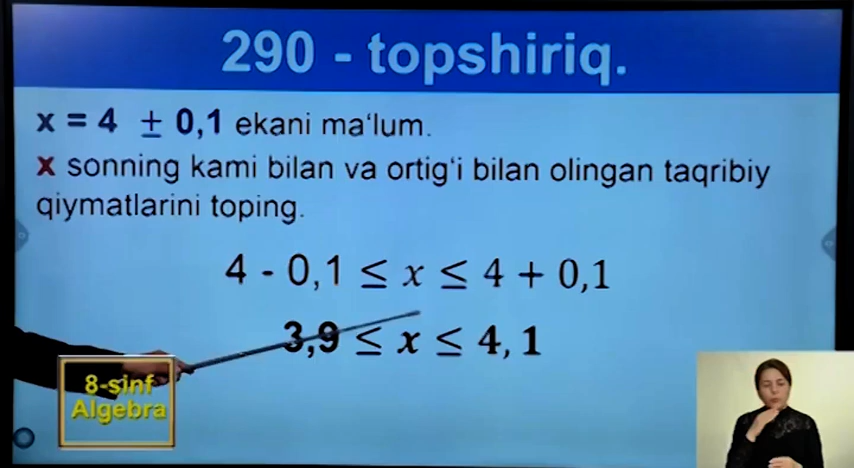 290 - topshiriq.
x = 4 ± 0,1 ekani ma‘lum.
x sonning kami bilan va ortig‘i bilan olingan taqribiy
qiymatlarini toping.
4 - 0,1 ≤ x ≤ 4 + 0,1
3,9 ≤ x ≤ 4,1
8-sinf
Algebra